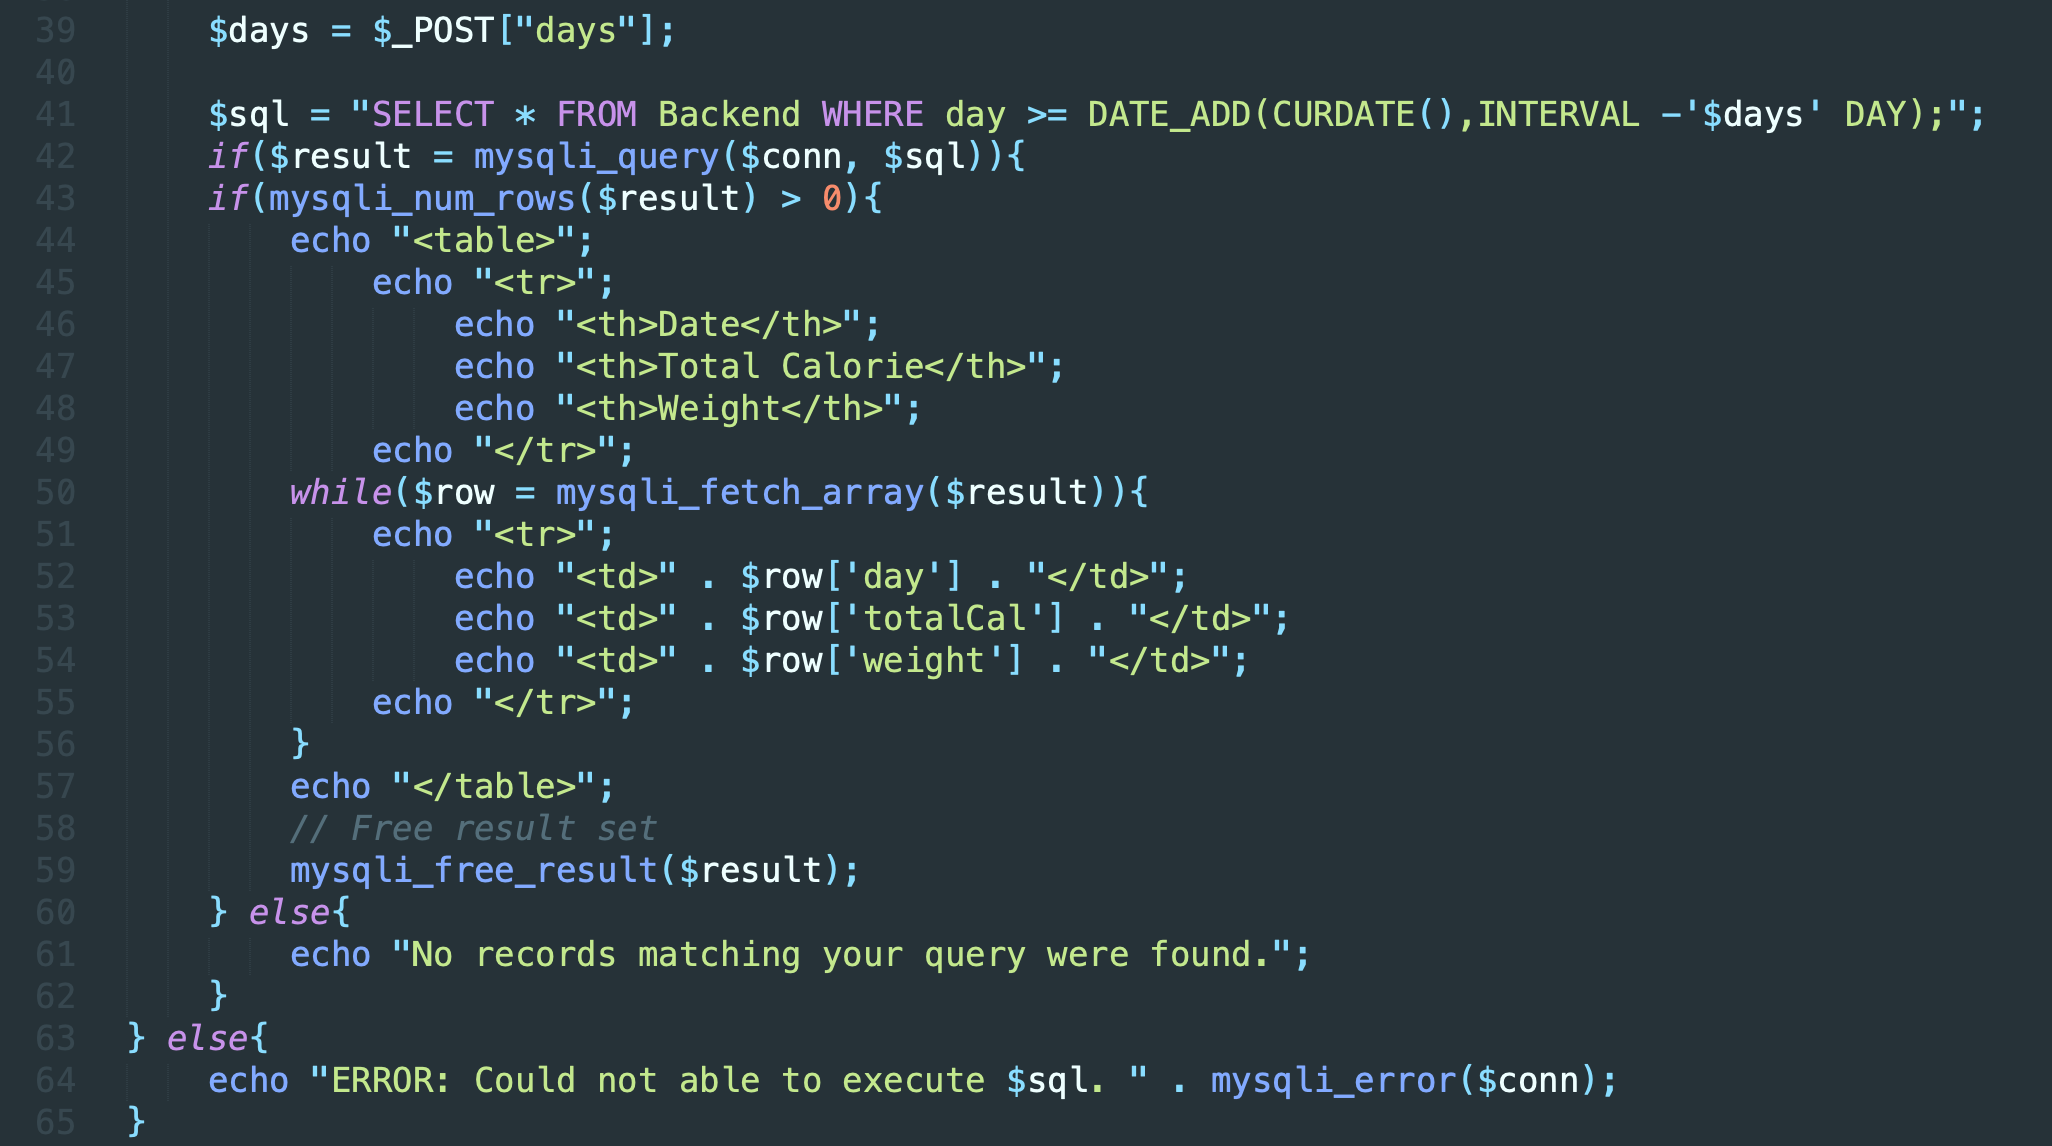 39 $days = $_POST["days"];
40
41 $sql = "SELECT * FROM Backend WHERE day >= DATE_ADD(CURDATE(),INTERVAL -'$days' DAY);";
42 if($result = mysqli_query($conn, $sql)){
43 if(mysqli_num_rows($result) > 0){
44 echo "<table>";
45 echo "<tr>";
46 echo "<th>Date</th>";
47 echo "<th>Total Calorie</th>";
48 echo "<th>Weight</th>";
49 echo "</tr>";
50 while($row = mysqli_fetch_array($result)){
51 echo "<tr>";
52 echo "<td>" . $row['day'] . "</td>";
53 echo "<td>" . $row['totalCal'] . "</td>";
54 echo "<td>" . $row['weight'] . "</td>";
55 echo "</tr>";
56 }
57 echo "</table>";
58 // Free result set
59 mysqli_free_result($result);
60 } else{
61 echo "No records matching your query were found.";
62 }
63 } else{
64 echo "ERROR: Could not able to execute $sql. " . mysqli_error($conn);
65 }